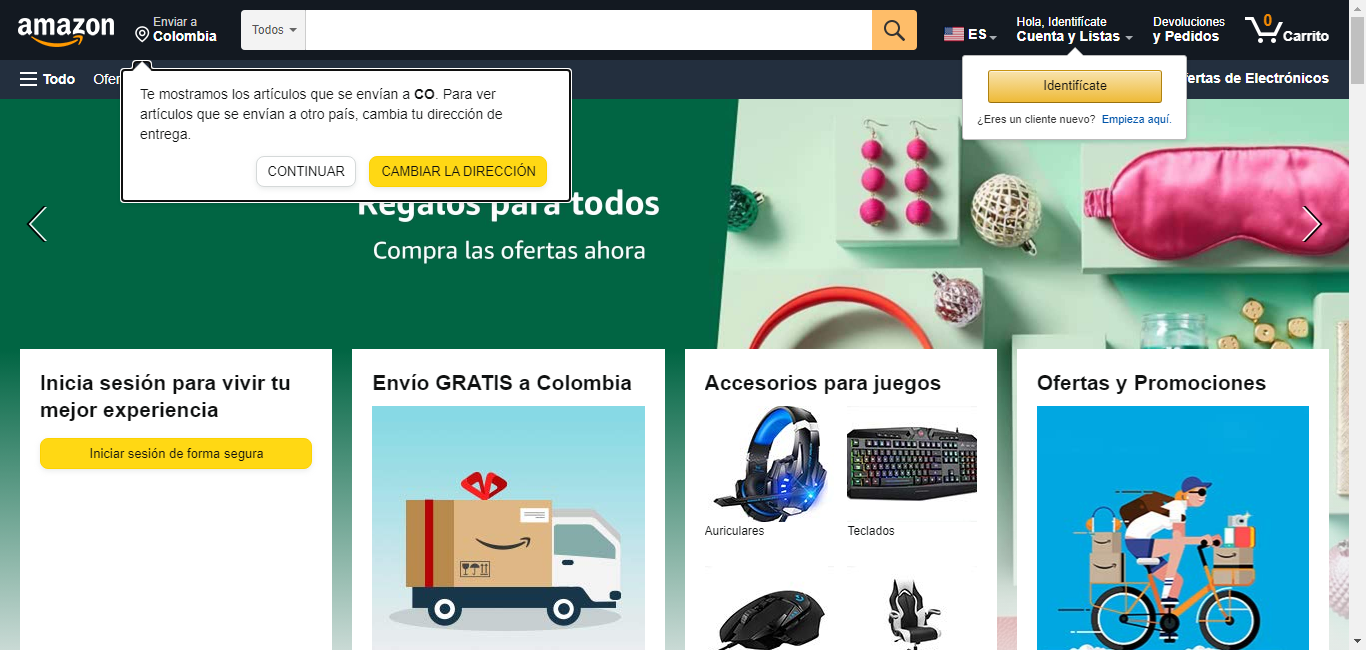 amazon
Enviar a
Colombia
Todos
ES
Hola, Identifícate
Cuenta y Listas
Devoluciones
y Pedidos
0
Carrito
Todo
Ofer
fertas de Electrónicos
Te mostramos los artículos que se envían a CO. Para ver
artículos que se envían a otro país, cambia tu dirección de
entrega.
CONTINUAR
CAMBIAR LA DIRECCIÓN
Identifícate
¿Eres un cliente nuevo? Empieza aquí.
Regalos para todos
Compra las ofertas ahora
Inicia sesión para vivir tu
mejor experiencia
Iniciar sesión de forma segura
Envío GRATIS a Colombia
Accesorios para juegos
Auriculares
Teclados
Ofertas y Promociones